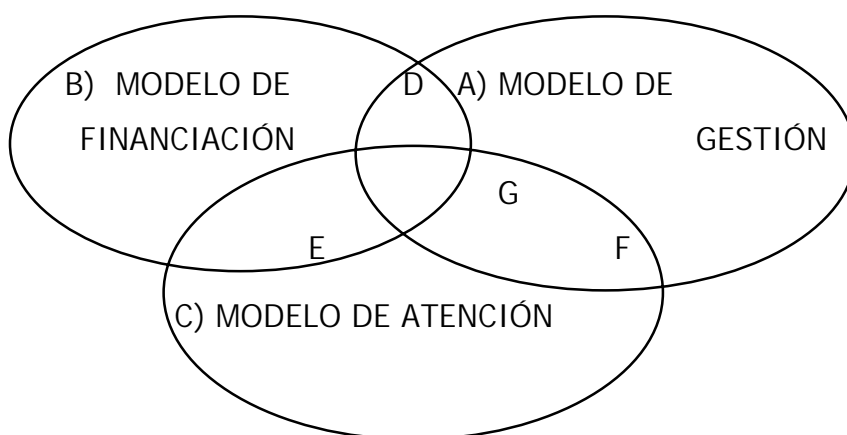 B) MODELO DE
FINANCIACIÓN
D
A) MODELO DE
GESTIÓN
G
E
F
C) MODELO DE ATENCIÓN